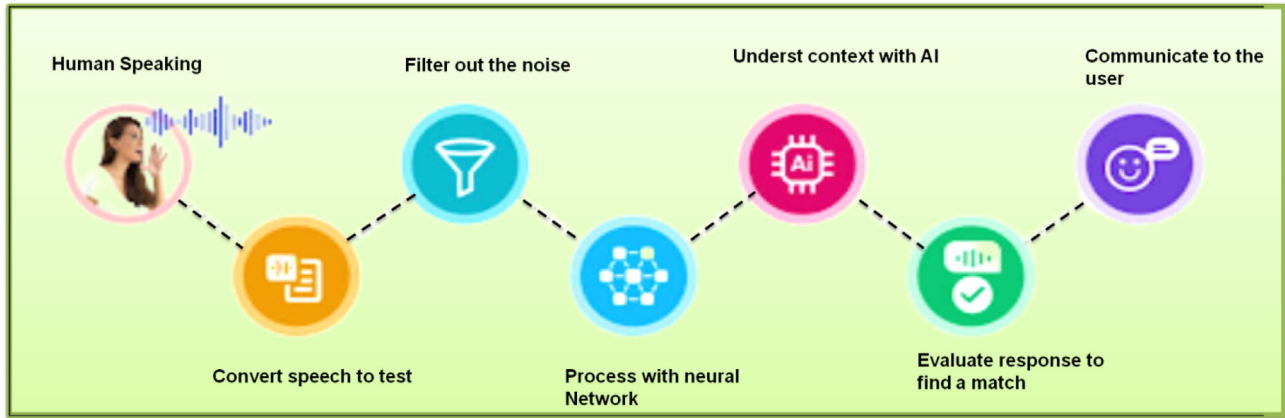 Human Speaking
Convert speech to test
Filter out the noise
Process with neural
Network
Underst context with AI
Ai
Evaluate response to
find a match
Communicate to the
user